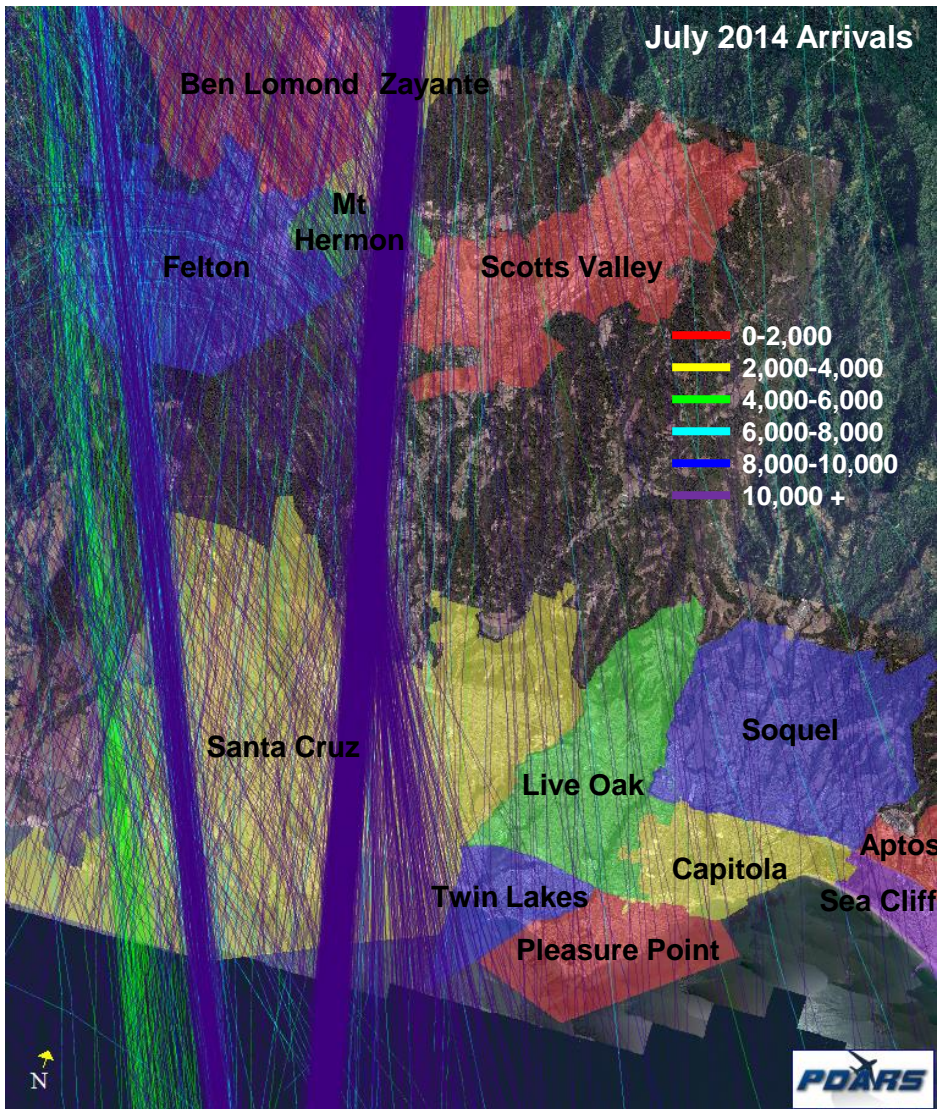 July 2014 Arrivals
Ben Lomond
Zayante
Mt
Hermon
Felton
Scotts Valley
0-2,000
2,000-4,000
4,000-6,000
6,000-8,000
8,000-10,000
10,000 +
Santa Cruz
Soquel
Live Oak
Aptos
Capitola
Twin Lakes
Sea Cliff
Pleasure Point
N
PDARS